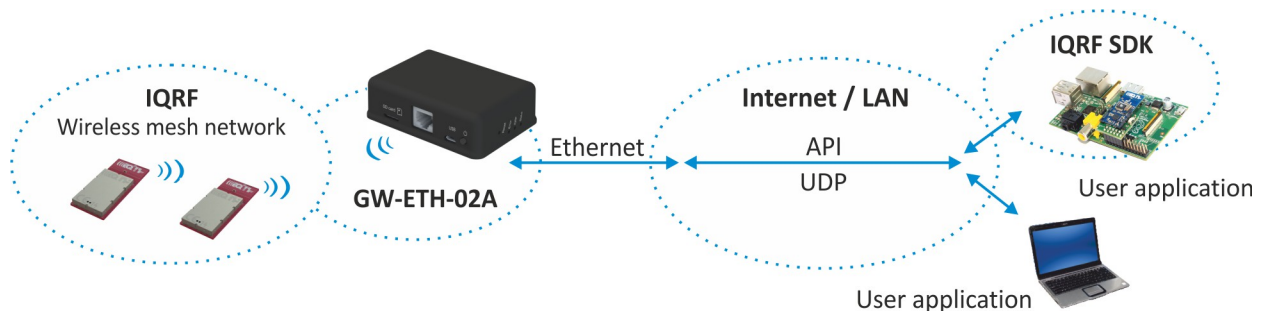 IQRF
Wireless mesh network
GW-ETH-02A
Ethernet
Internet / LAN
API
UDP
IQRF SDK
User application
User application